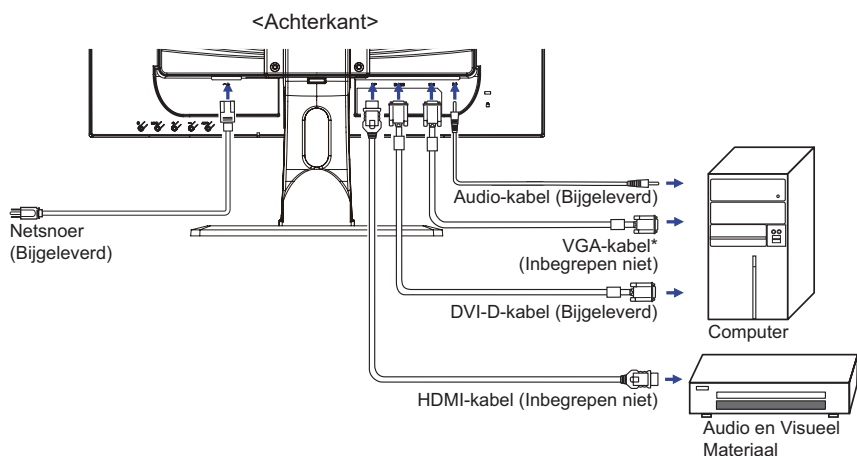 <Achterkant>
Audio-kabel (Bijgeleverd)
Netsnoer
(Bijgeleverd)
VGA-kabel*
(Inbegrepen niet)
DVI-D-kabel (Bijgeleverd)
Computer
HDMI-kabel (Inbegrepen niet)
Audio en Visueel
Materiaal